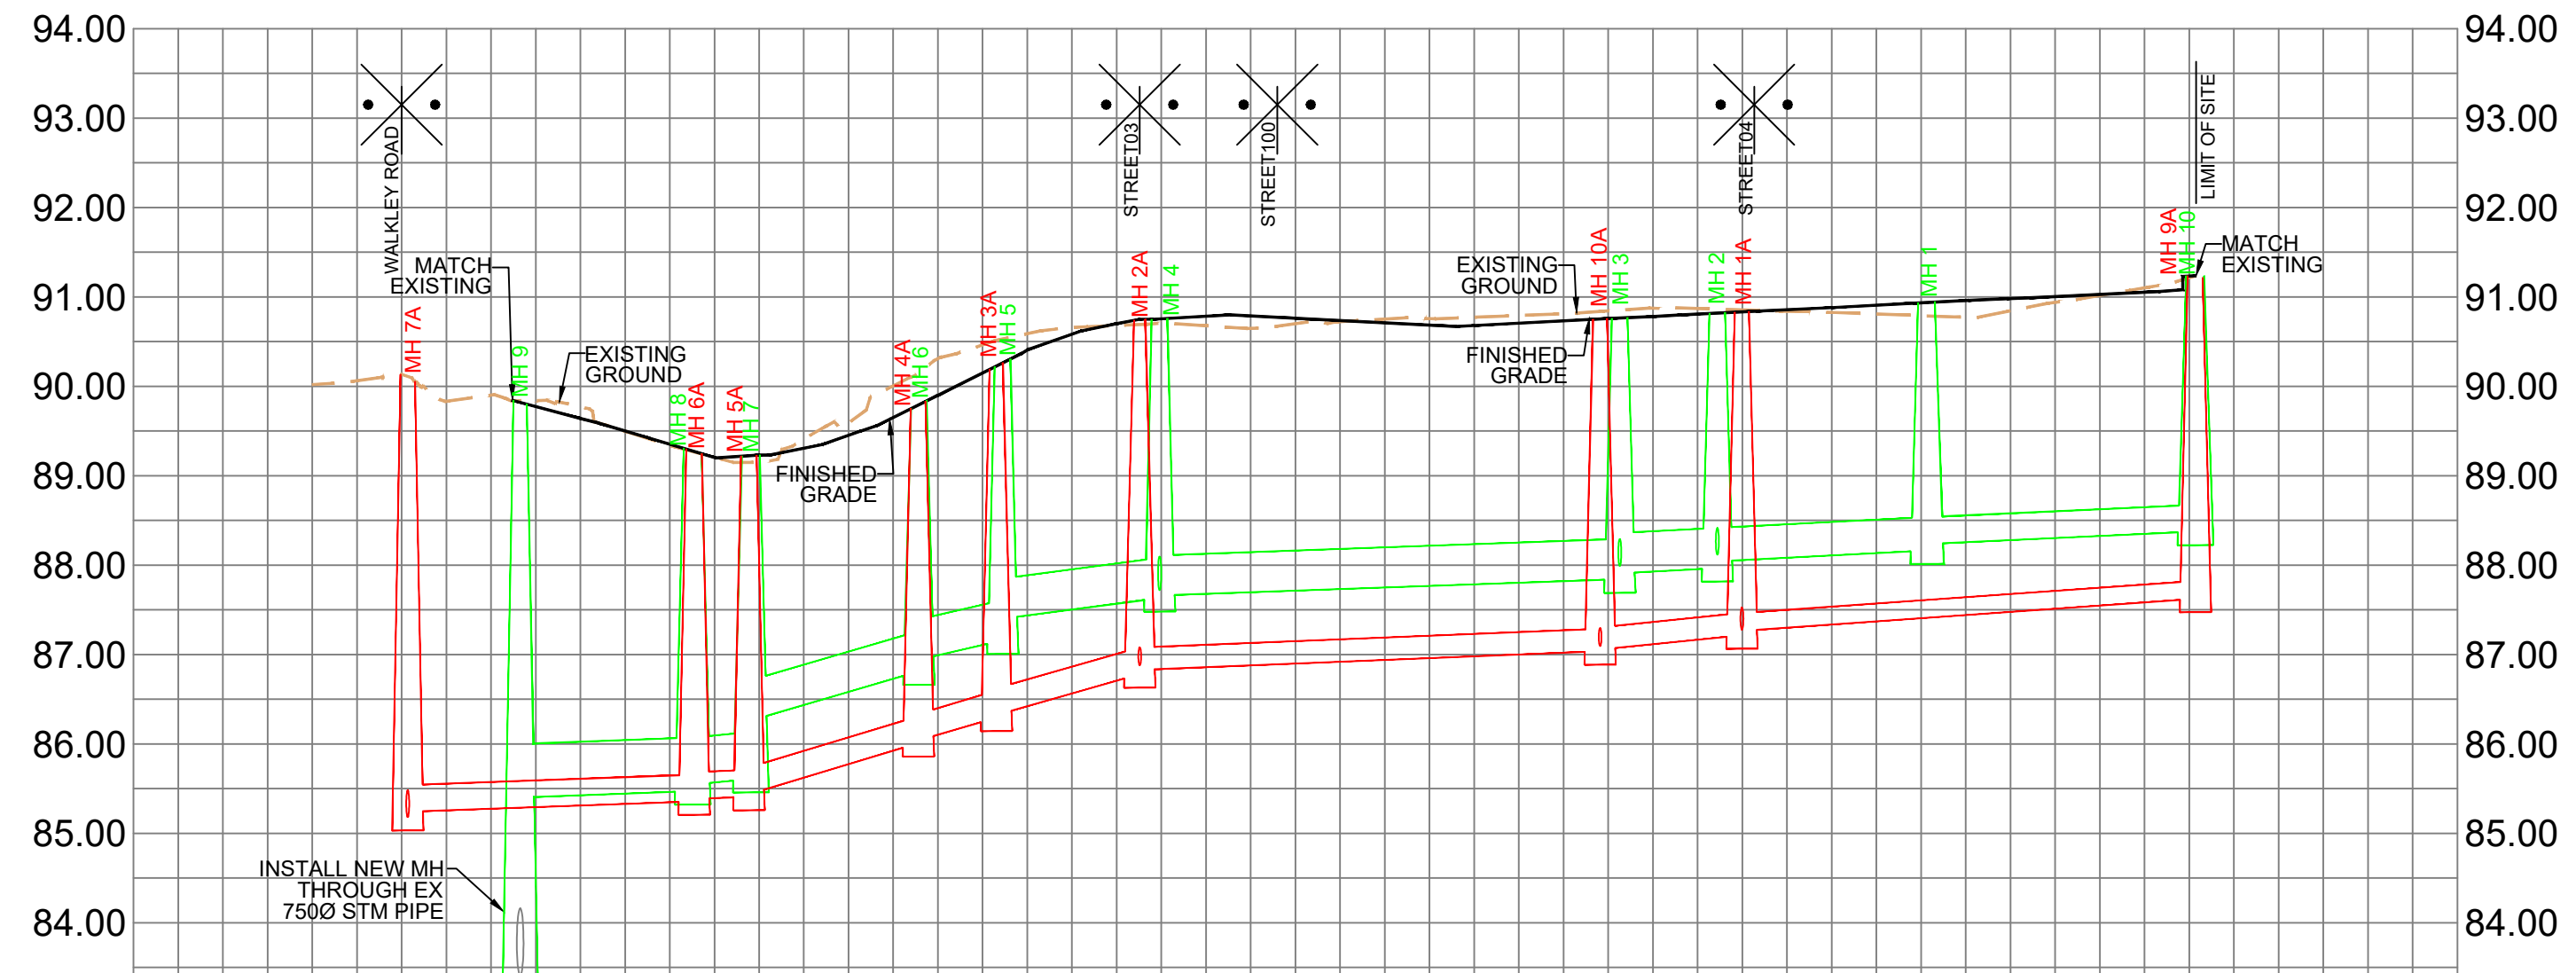 94.00
94.00
93.00
93.00
92.00
92.00
91.00
91.00
90.00
90.00
89.00
89.00
88.00
88.00
87.00
87.00
86.00
86.00
85.00
85.00
84.00
84.00
WALKLEY ROAD
STREET03
STREET100
STREET04
LIMIT OF SITE
MATCH
EXISTING
MH 7A
MH 9
EXISTING
GROUND
MH 8
MH 6A
MH 5A
MH 7
FINISHED
GRADE
MH 4A
MH 6
MH 3A
MH 5
MH 2A
MH 4
EXISTING
GROUND
FINISHED
GRADE
MH 10A
MH 3
MH 2
MH 1A
MH 1
MH 9A
MH 10
MATCH
EXISTING
INSTALL NEW MH
THROUGH EX
750Ø STM PIPE